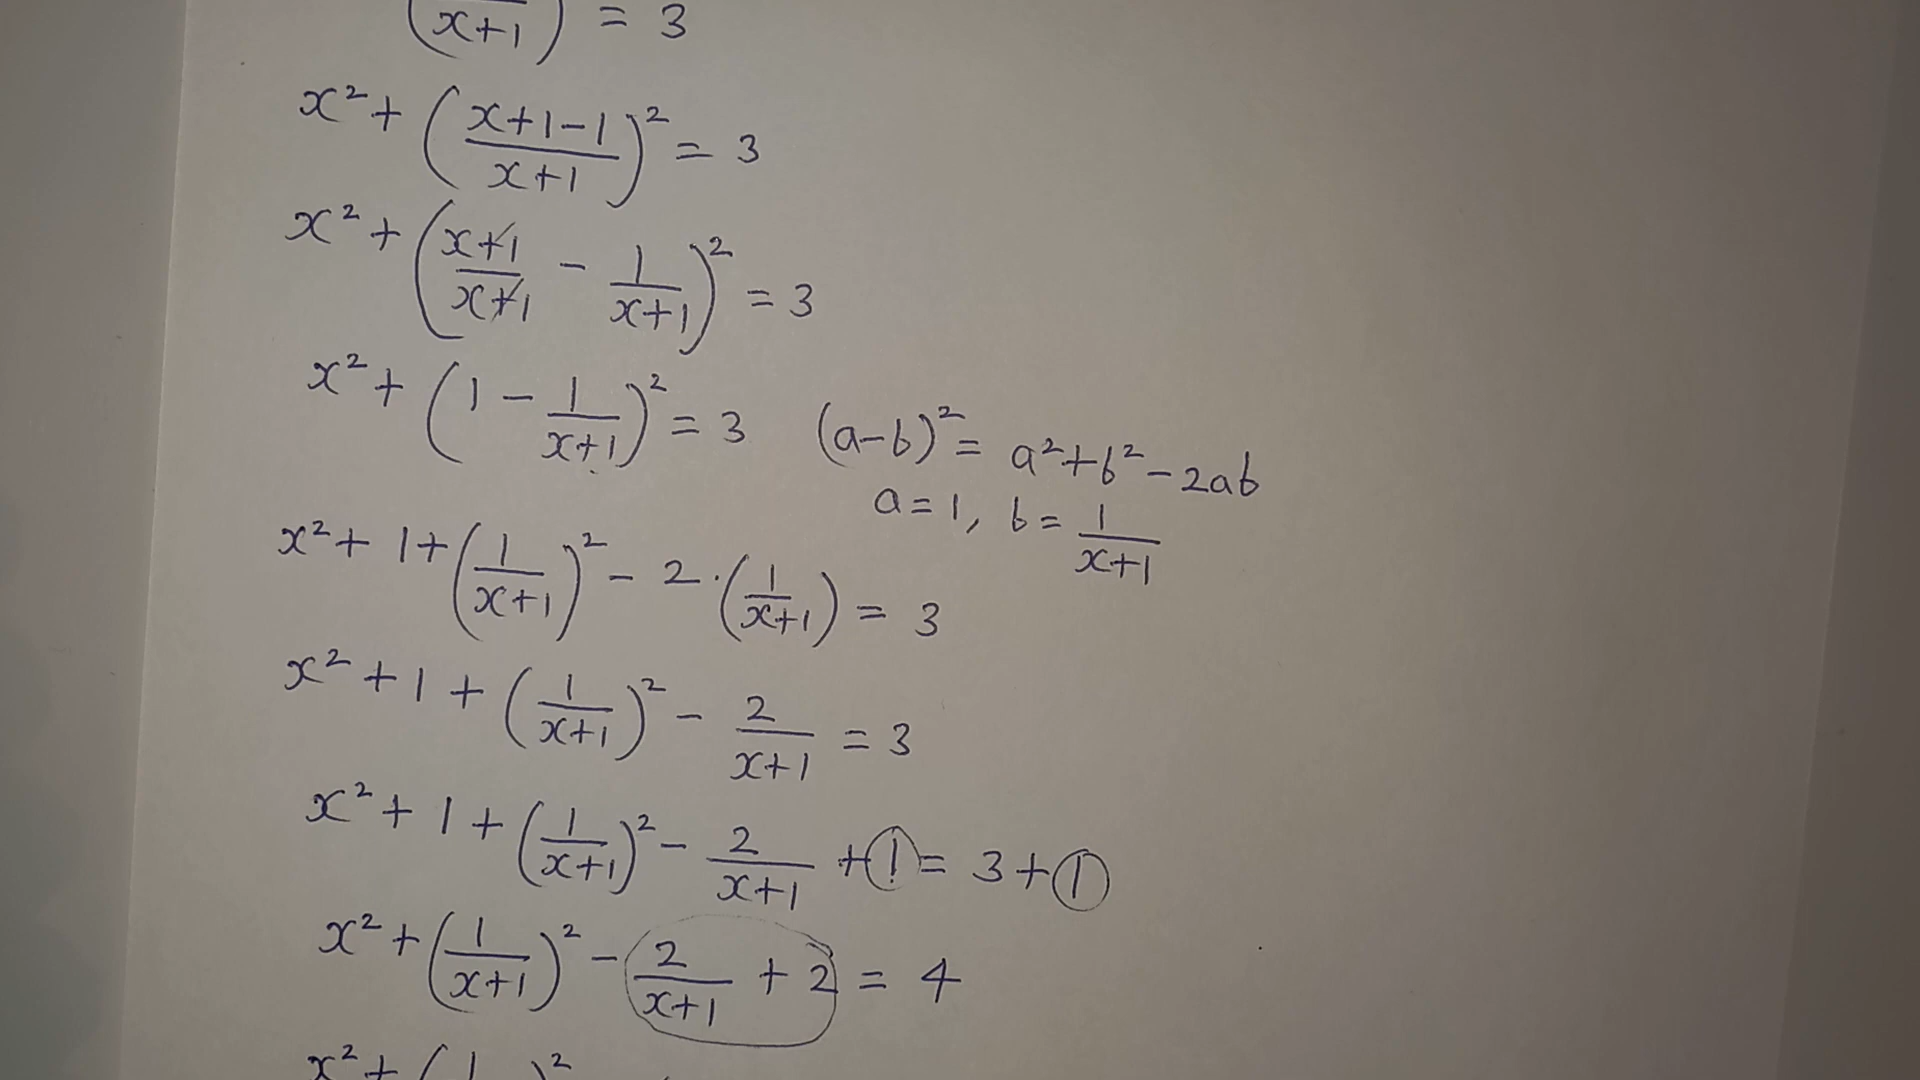 (x+1) = 3
x² + ((x+1-1)/(x+1))² = 3
x² + ((x+1)/(x+1) - 1/(x+1))² = 3
x² + (1 - 1/(x+1))² = 3 (a-b)² = a²+b²-2ab
a=1, b= 1/(x+1)
x² + 1 + (1/(x+1))² - 2·(1/(x+1)) = 3
x² + 1 + (1/(x+1))² - 2/(x+1) = 3
x² + 1 + (1/(x+1))² - 2/(x+1) + 1 = 3+1
x² + (1/(x+1))² - 2/(x+1) + 2 = 4
x² + (1 )²